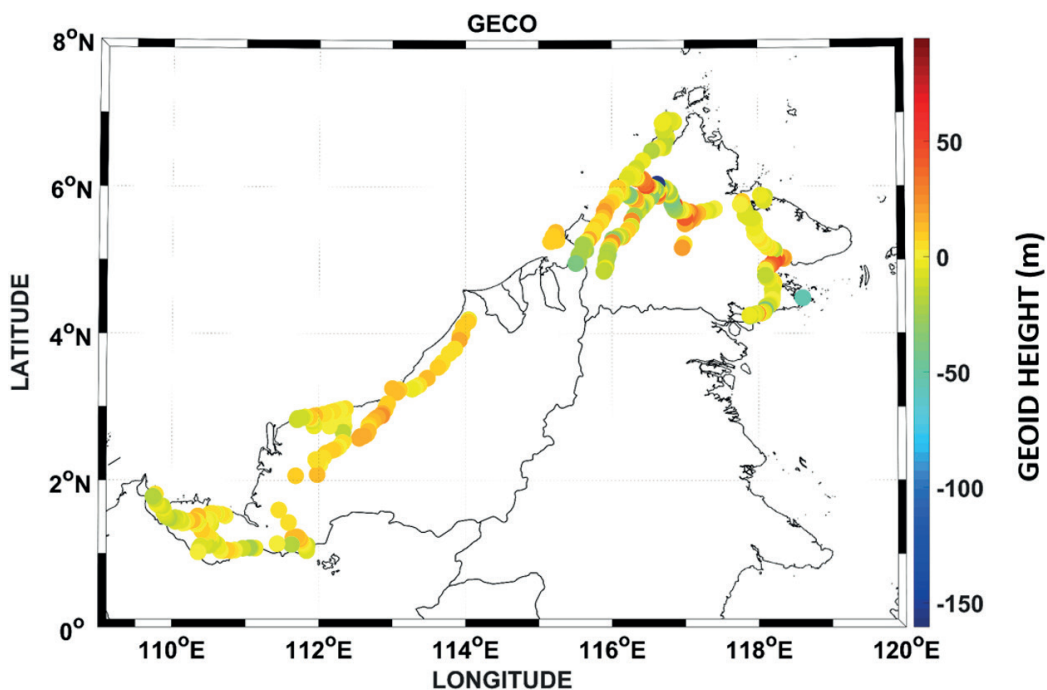 GECO
8°N
6°N
4°N
2°N
0°
LATITUDE
110°E 112°E 114°E 116°E 118°E 120°E
LONGITUDE
50
0
-50
-100
-150
GEOID HEIGHT (m)